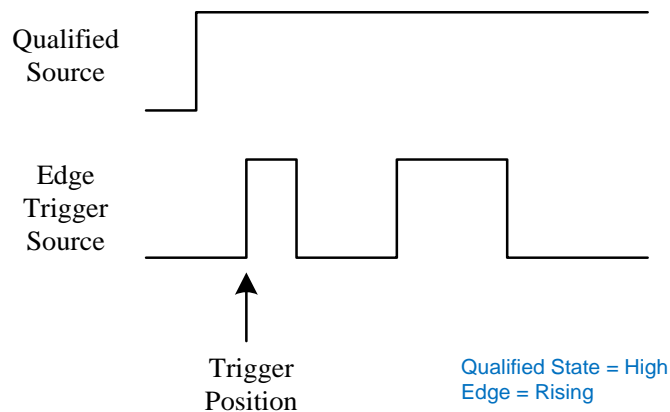 Qualified
Source
Edge
Trigger
Source
Trigger
Position
Qualified State = High
Edge = Rising